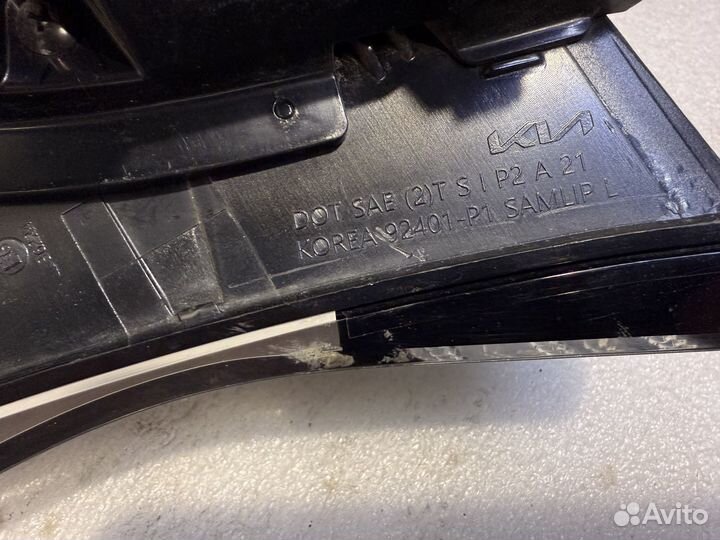 KIA
DOT SAE (2)T S I P2 A 21
KOREA 92401-P1 SAMLIP L
Avito